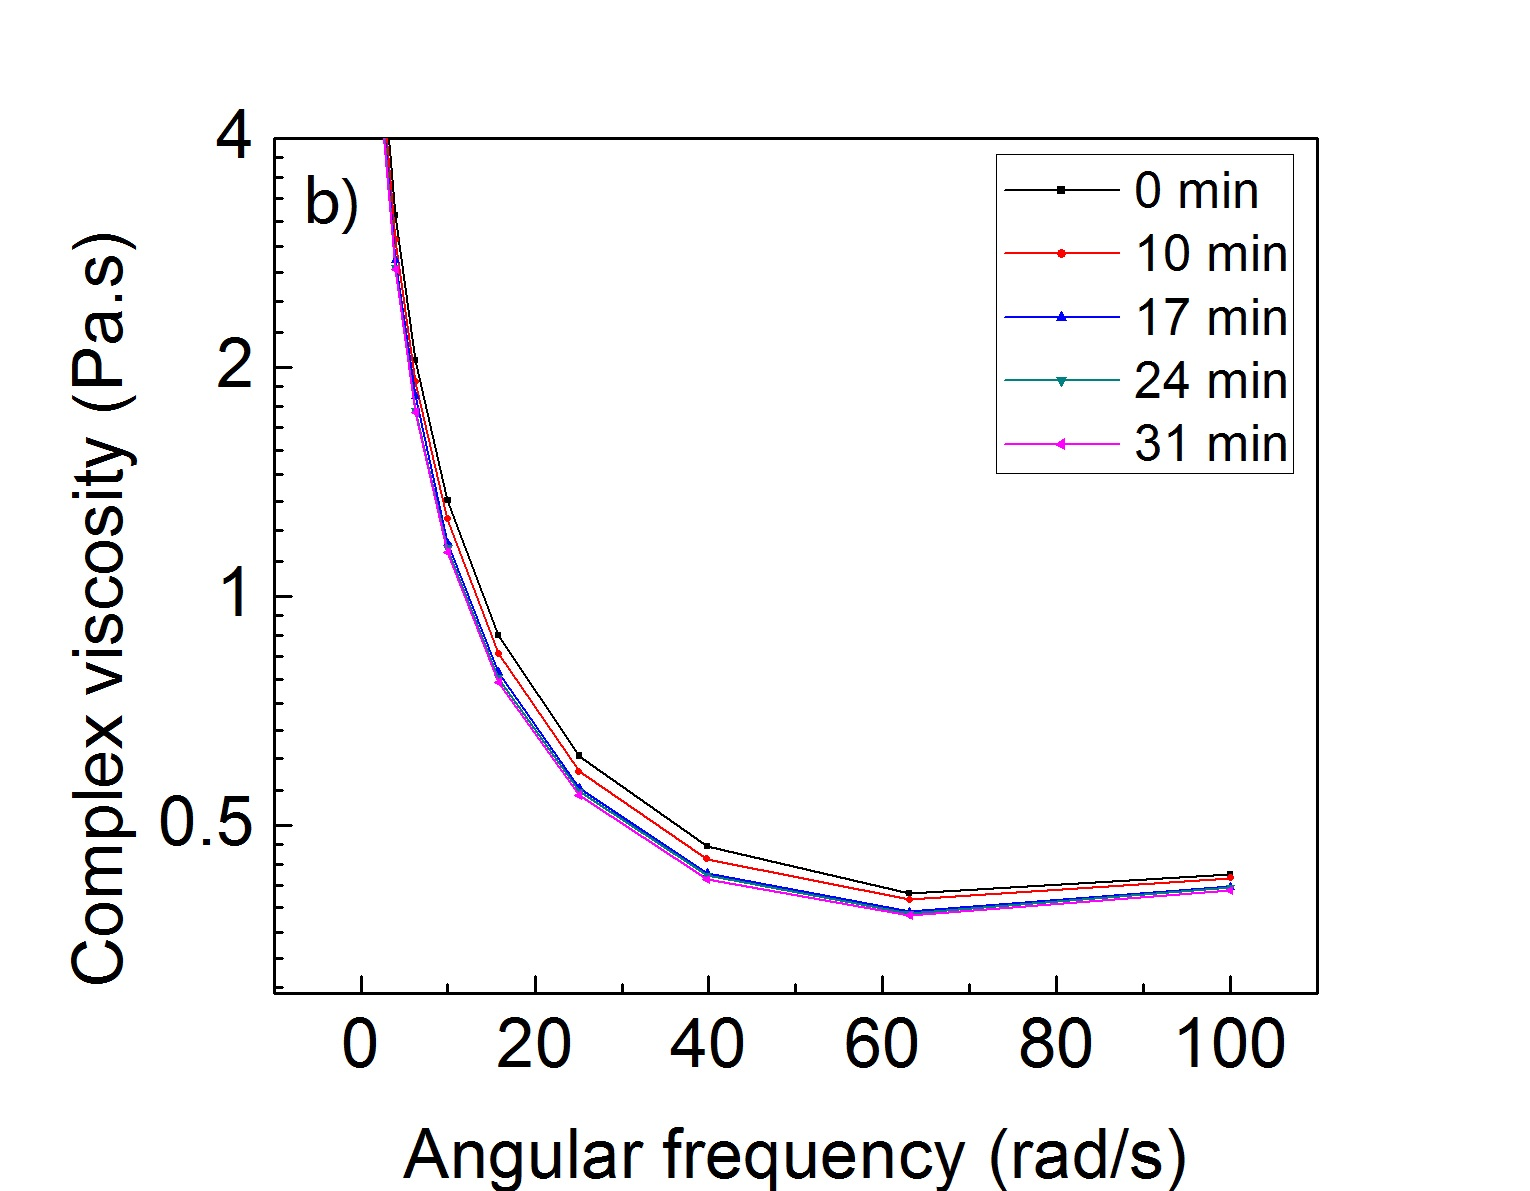 b)
0 min
10 min
17 min
24 min
31 min
Complex viscosity (Pa.s)
4
2
1
0.5
0 20 40 60 80 100
Angular frequency (rad/s)